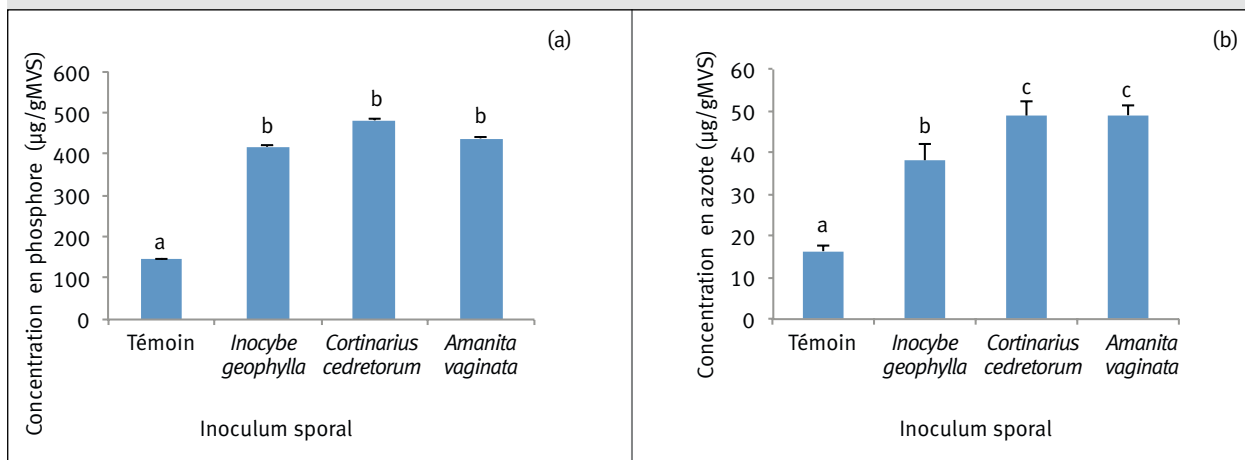 (a)
Concentration en phosphore (µg/gMVS)
600
500
400
300
200
100
0
a
b
b
b
Témoin
Inocybe
geophylla
Cortinarius
cedretorum
Amanita
vaginata
Inoculum sporal
(b)
Concentration en azote (µg/gMVS)
60
50
40
30
20
10
0
a
b
c
c
Témoin
Inocybe
geophylla
Cortinarius
cedretorum
Amanita
vaginata
Inoculum sporal